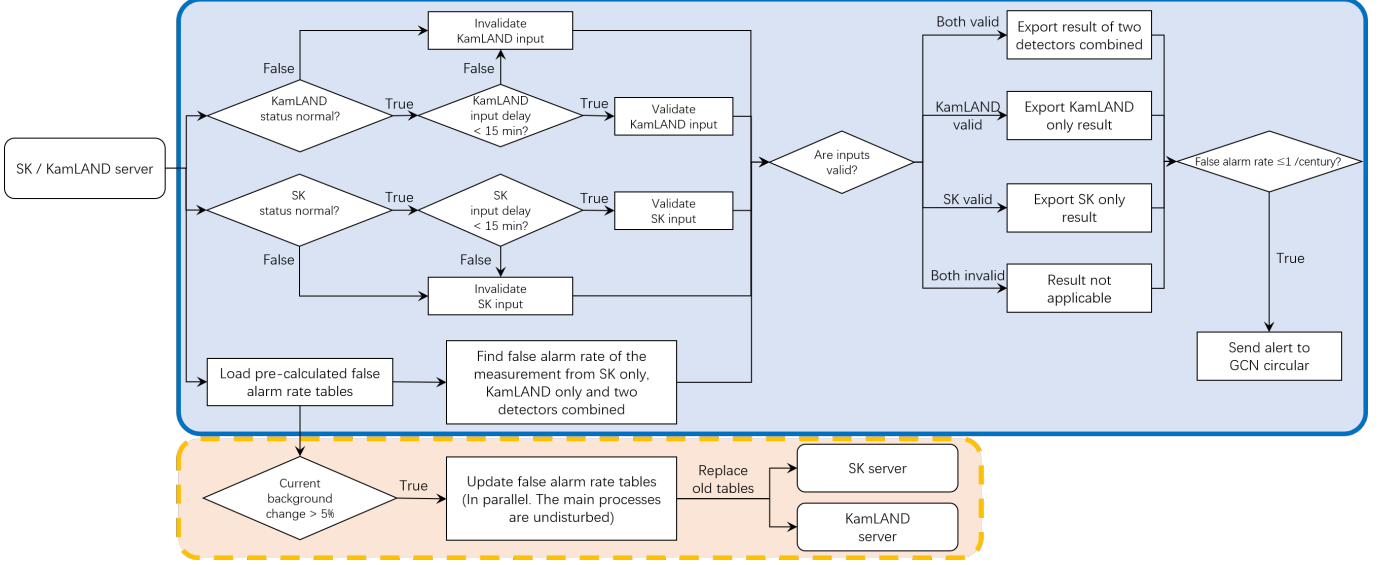 SK / KamLAND server
KamLAND
status normal?
False
True
Invalidate
KamLAND input
False
KamLAND
input delay
< 15 min?
True
Validate
KamLAND input
SK
status normal?
True
False
SK
input delay
< 15 min?
True
False
Validate
SK input
Invalidate
SK input
Load pre-calculated false
alarm rate tables
Find false alarm rate of the
measurement from SK only,
KamLAND only and two
detectors combined
Are inputs
valid?
Both valid
Export result of two
detectors combined
KamLAND
valid
Export KamLAND
only result
SK valid
Export SK only
result
Both invalid
Result not
applicable
False alarm rate ≤1 /century?
True
Send alert to
GCN circular
Current
background
change > 5%
True
Update false alarm rate tables
(In parallel. The main processes
are undisturbed)
Replace
old tables
SK server
KamLAND
server